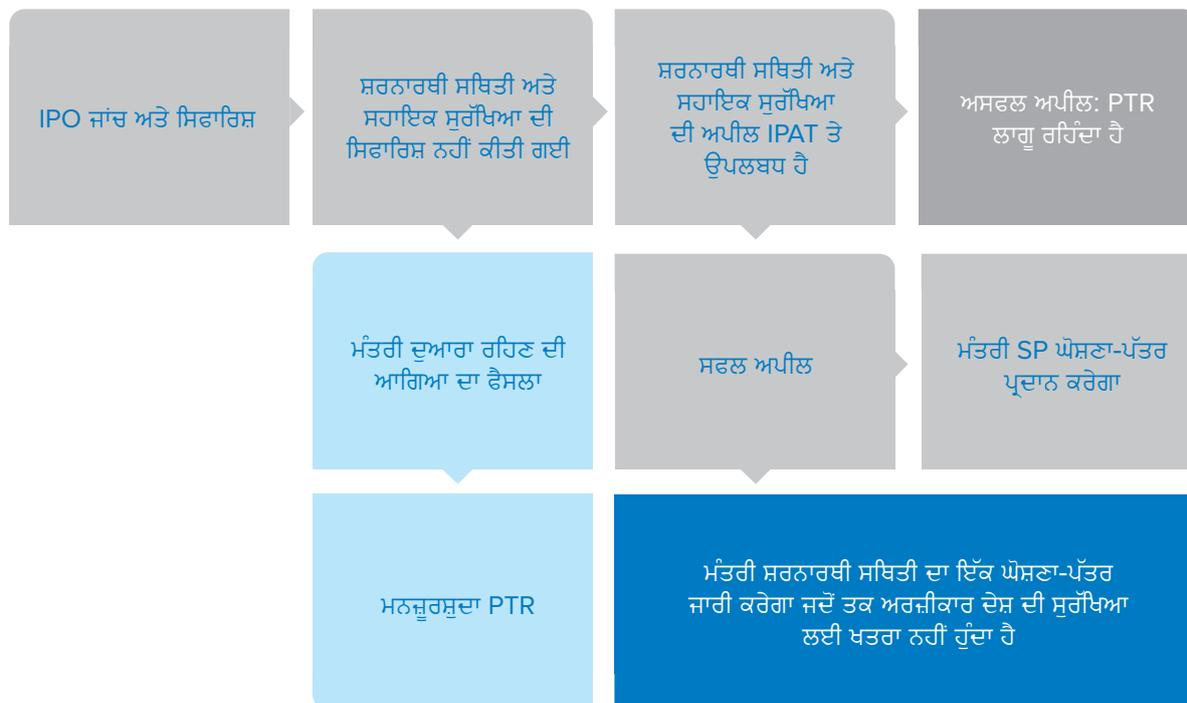 IPO ਜਾਂਚ ਅਤੇ ਸਿਫਾਰਿਸ਼
ਸ਼ਰਨਾਰਥੀ ਸਥਿਤੀ ਅਤੇ
ਸਹਾਇਕ ਸੁਰੱਖਿਆ ਦੀ
ਸਿਫਾਰਿਸ਼ ਨਹੀਂ ਕੀਤੀ ਗਈ
ਸ਼ਰਨਾਰਥੀ ਸਥਿਤੀ ਅਤੇ
ਸਹਾਇਕ ਸੁਰੱਖਿਆ
ਦੀ ਅਪੀਲ IPAT ਤੇ
ਉਪਲਬਧ ਹੈ
ਅਸਫਲ ਅਪੀਲ: PTR
ਲਾਗੂ ਰਹਿੰਦਾ ਹੈ
ਮੰਤਰੀ ਦੁਆਰਾ ਰਹਿਣ ਦੀ
ਆਗਿਆ ਦਾ ਫੈਸਲਾ
ਸਫਲ ਅਪੀਲ
ਮੰਤਰੀ SP ਘੋਸ਼ਣਾ-ਪੱਤਰ
ਪ੍ਰਦਾਨ ਕਰੇਗਾ
ਮਨਜ਼ੂਰਸ਼ੁਦਾ PTR
ਮੰਤਰੀ ਸ਼ਰਨਾਰਥੀ ਸਥਿਤੀ ਦਾ ਇੱਕ ਘੋਸ਼ਣਾ-ਪੱਤਰ
ਜਾਰੀ ਕਰੇਗਾ ਜਦੋਂ ਤਕ ਅਰਜ਼ੀਕਾਰ ਦੇਸ਼ ਦੀ ਸੁਰੱਖਿਆ
ਲਈ ਖਤਰਾ ਨਹੀਂ ਹੁੰਦਾ ਹੈ